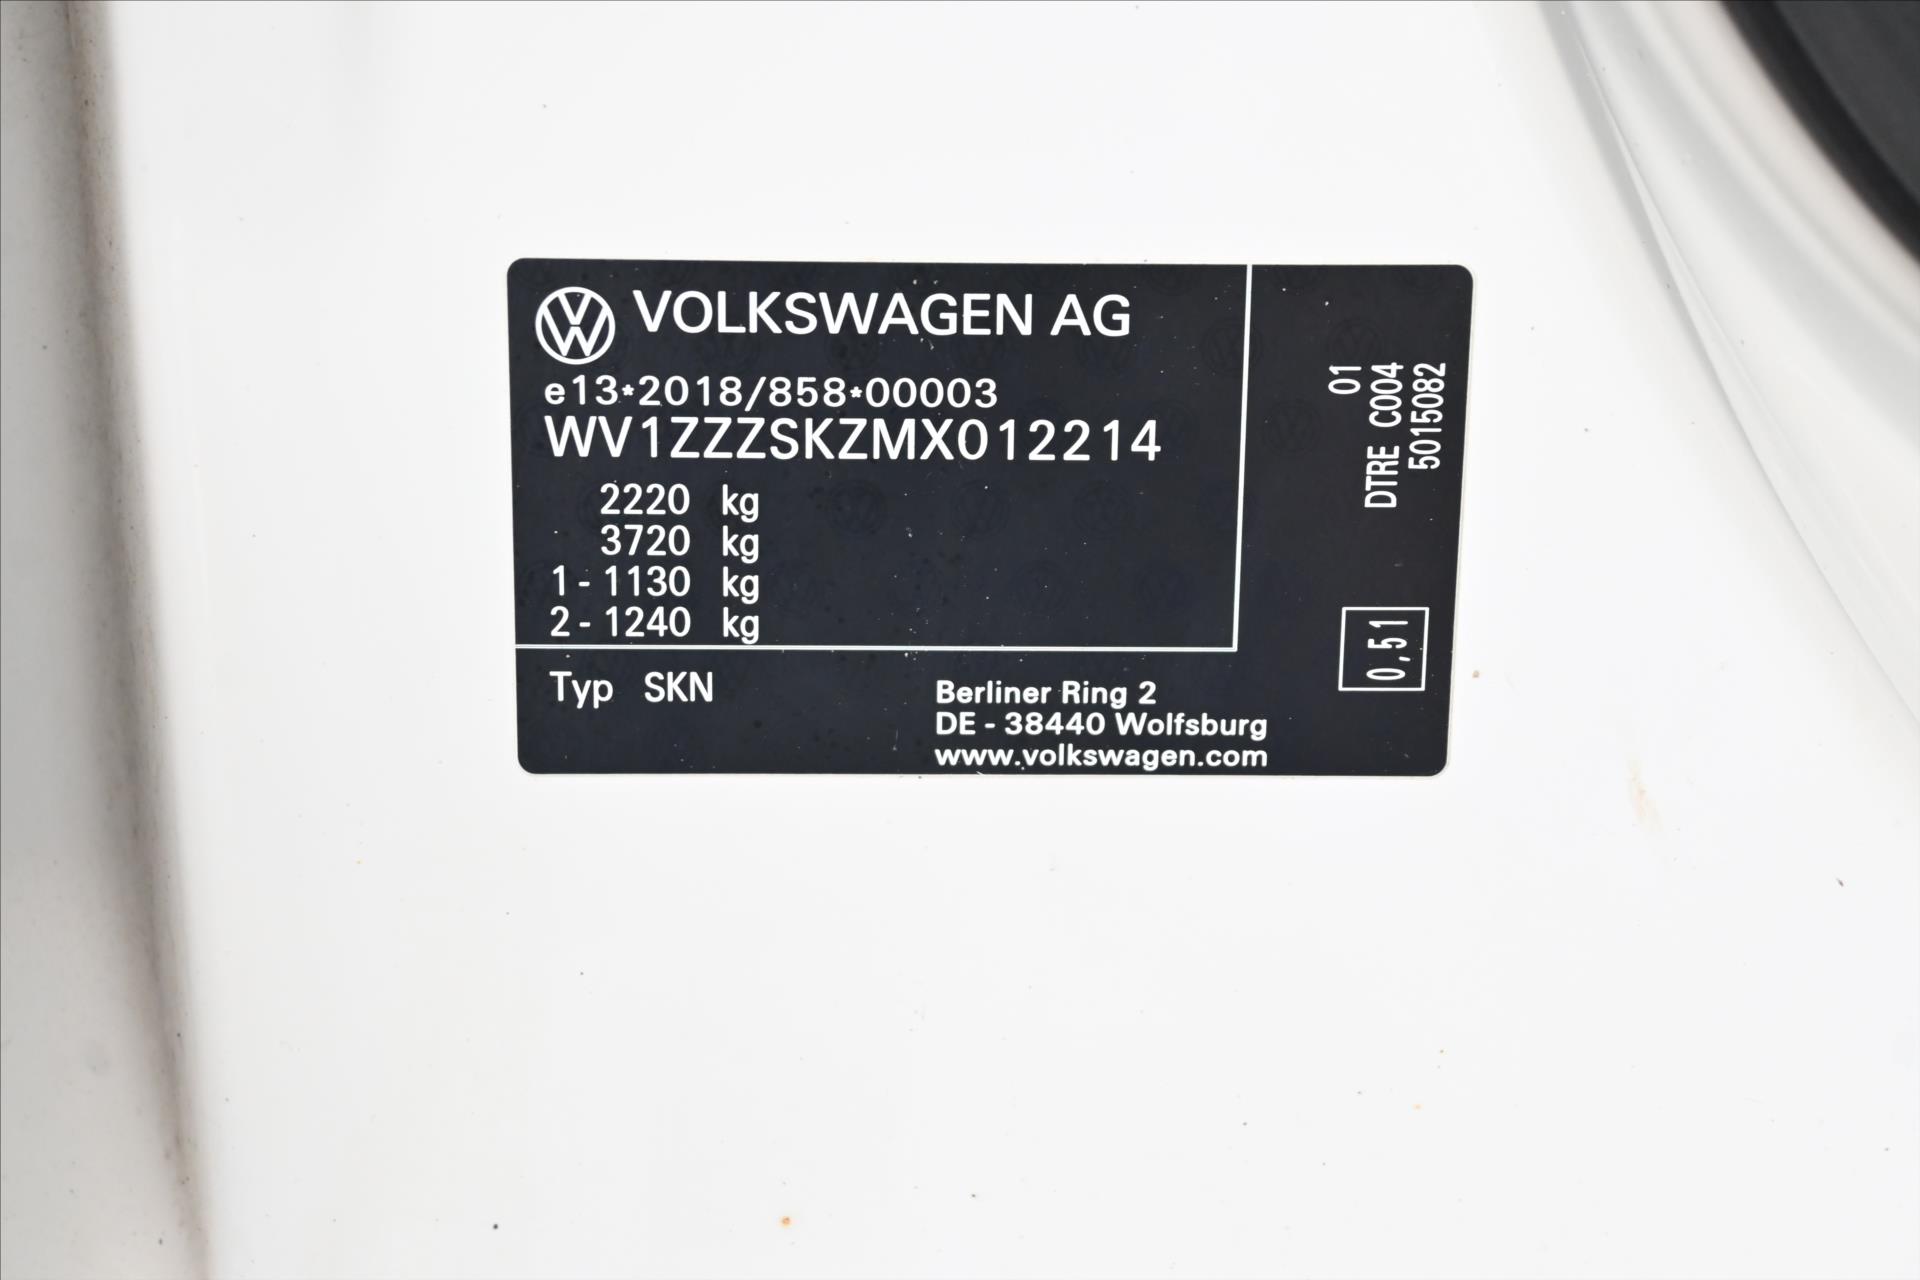 VOLKSWAGEN AG
e13*2018/858*00003
WV1ZZZSKZMX012214
2220 kg
3720 kg
1 - 1130 kg
2 - 1240 kg
Typ SKN
Berliner Ring 2
DE - 38440 Wolfsburg
www.volkswagen.com
01
DTRE C004
5015082
0,51